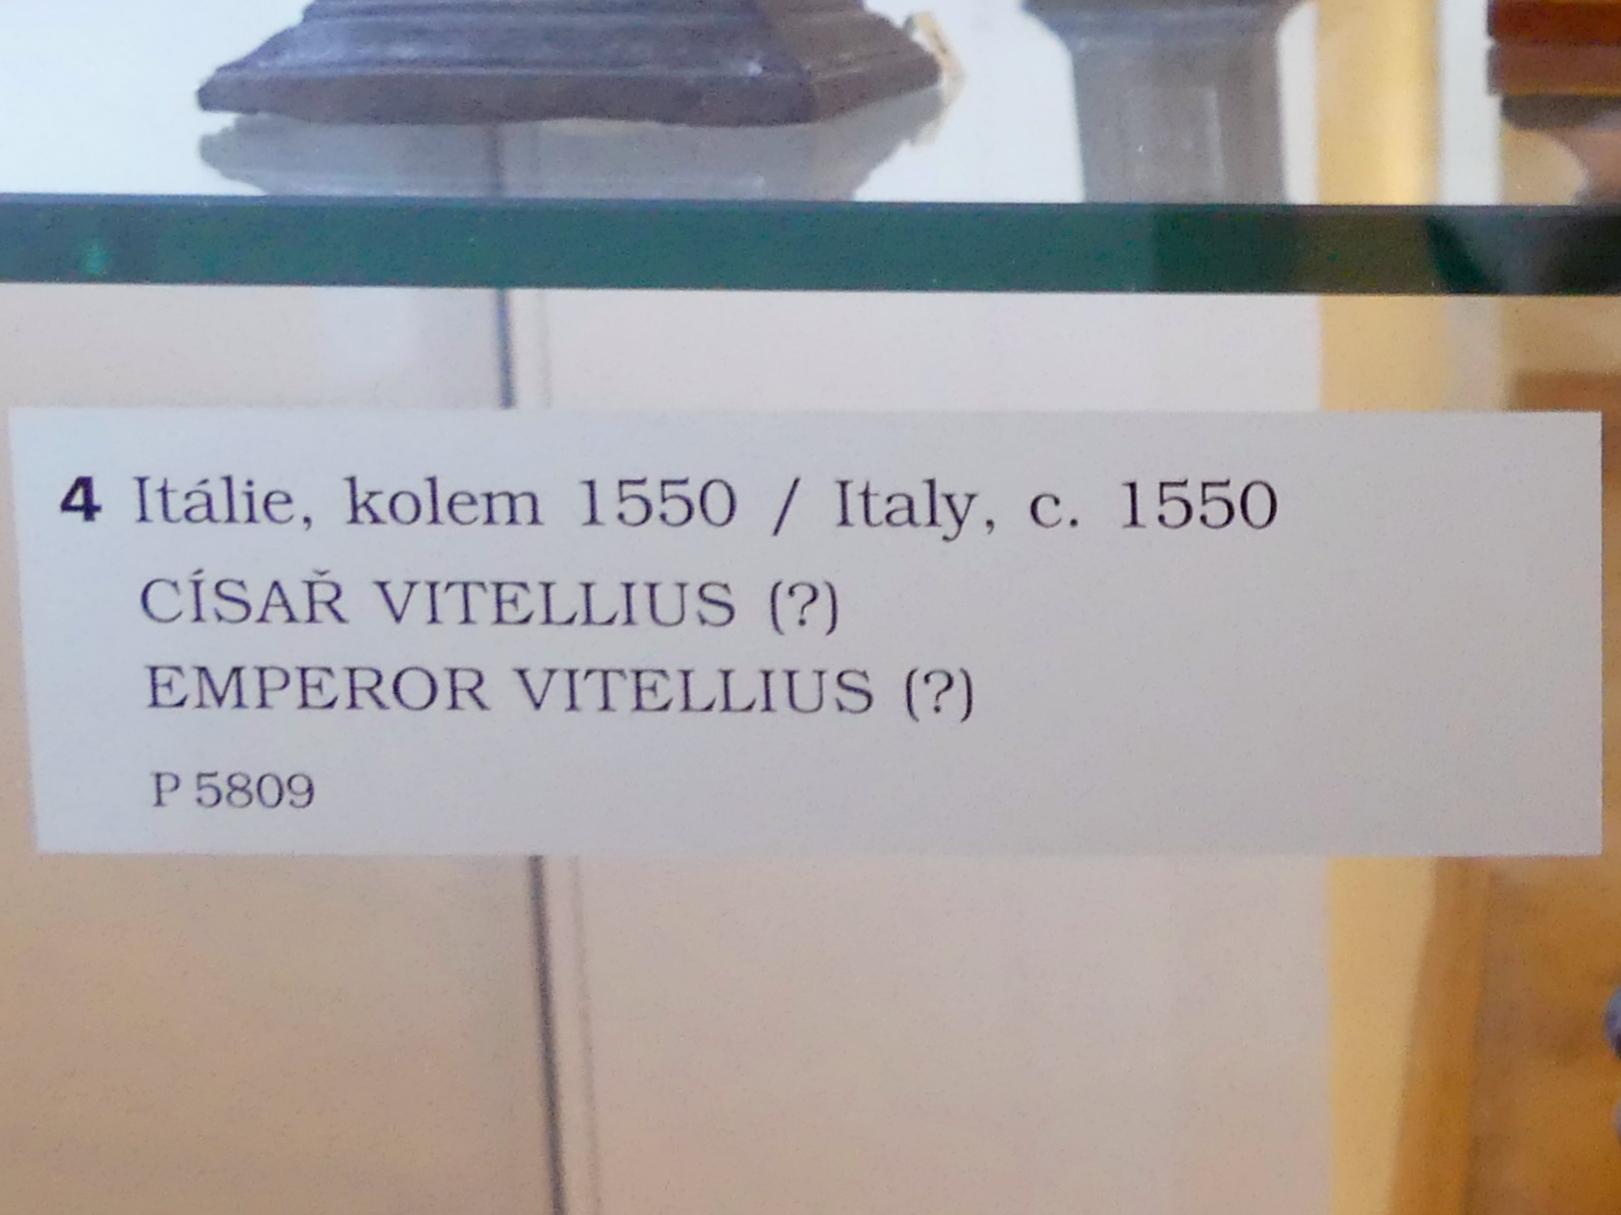 4 Itálie, kolem 1550 / Italy, c. 1550
CÍSAŘ VITELLIUS (?)
EMPEROR VITELLIUS (?)
P 5809